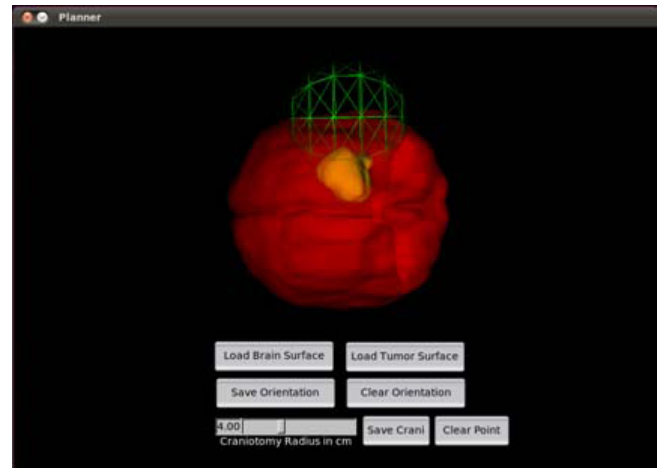 Planner
Load Brain Surface
Load Tumor Surface
Save Orientation
Clear Orientation
4.00
Craniotomy Radius in cm
Save Crani
Clear Point